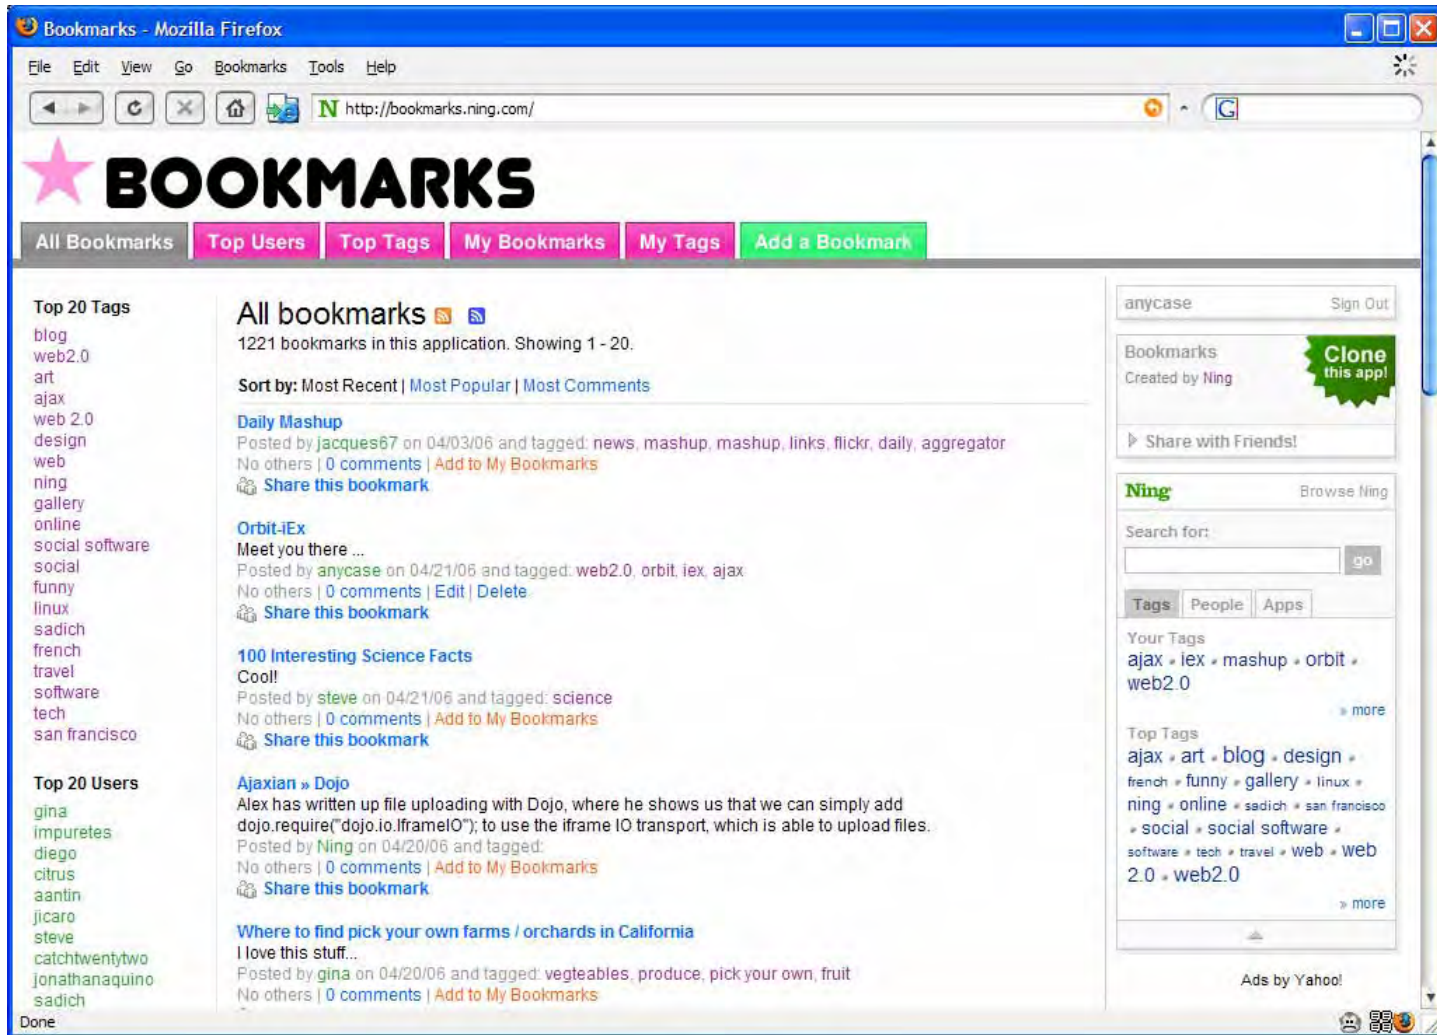 Bookmarks - Mozilla Firefox
File Edit View Go Bookmarks Tools Help
N http://bookmarks.ning.com/ G
BOOKMARKS
All Bookmarks Top Users Top Tags My Bookmarks My Tags Add a Bookmark
Top 20 Tags
blog
web2.0
art
ajax
web 2.0
design
web
ning
gallery
online
social software
social
funny
linux
sadich
french
travel
software
tech
san francisco
Top 20 Users
gina
impuretes
diego
citrus
aantin
jicaro
steve
catchtwentytwo
jonathanaquino
sadich
All bookmarks
1221 bookmarks in this application. Showing 1 - 20.
Sort by: Most Recent | Most Popular | Most Comments
Daily Mashup
Posted by jacques67 on 04/03/06 and tagged: news, mashup, mashup, links, flickr, daily, aggregator
No others | 0 comments | Add to My Bookmarks
Share this bookmark
Orbit-iEx
Meet you there ...
Posted by anycase on 04/21/06 and tagged: web2.0, orbit, iex, ajax
No others | 0 comments | Edit | Delete
Share this bookmark
100 Interesting Science Facts
Cool!
Posted by steve on 04/21/06 and tagged: science
No others | 0 comments | Add to My Bookmarks
Share this bookmark
Ajaxian » Dojo
Alex has written up file uploading with Dojo, where he shows us that we can simply add
dojo.require("dojo.io.IframeIO"); to use the iframe IO transport, which is able to upload files.
Posted by Ning on 04/20/06 and tagged:
No others | 0 comments | Add to My Bookmarks
Share this bookmark
Where to find pick your own farms / orchards in California
I love this stuff...
Posted by gina on 04/20/06 and tagged: vegteables, produce, pick your own, fruit
No others | 0 comments | Add to My Bookmarks
anycase Sign Out
Bookmarks
Created by Ning
Clone
this app!
Share with Friends!
Ning Browse Ning
Search for:
go
Tags People Apps
Your Tags
ajax iex mashup orbit
web2.0
» more
Top Tags
ajax art blog design
french funny gallery linux
ning online sadich san francisco
social social software
software tech travel web web
2.0 web2.0
» more
Ads by Yahoo!
Done